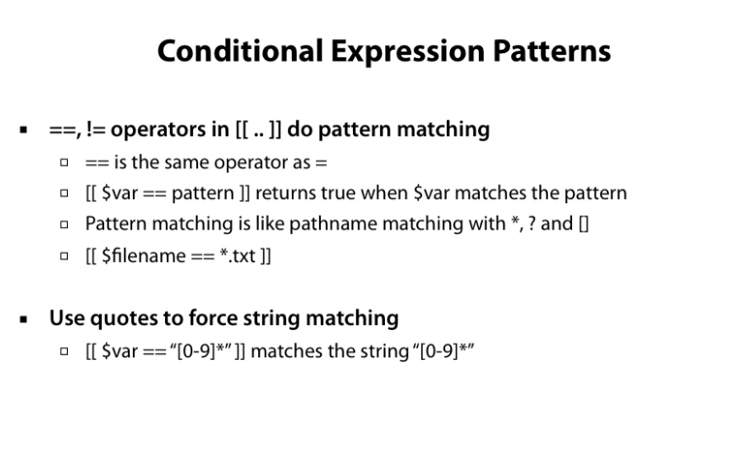 Conditional Expression Patterns
▪ ==, != operators in [[ .. ]] do pattern matching
▫ == is the same operator as =
▫ [[ $var == pattern ]] returns true when $var matches the pattern
▫ Pattern matching is like pathname matching with *, ? and []
▫ [[ $filename == *.txt ]]
▪ Use quotes to force string matching
▫ [[ $var == “[0-9]*” ]] matches the string “[0-9]*”